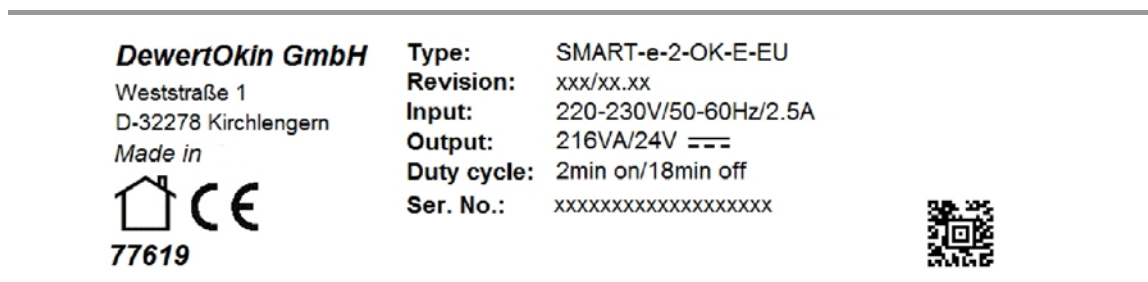 DewertOkin GmbH
Weststraße 1
D-32278 Kirchlengern
Made in
CE
77619
Type: SMART-e-2-OK-E-EU
Revision: xxx/xx.xx
Input: 220-230V/50-60Hz/2.5A
Output: 216VA/24V
Duty cycle: 2min on/18min off
Ser. No.: xxxxxxxxxxxxxxxxxxx